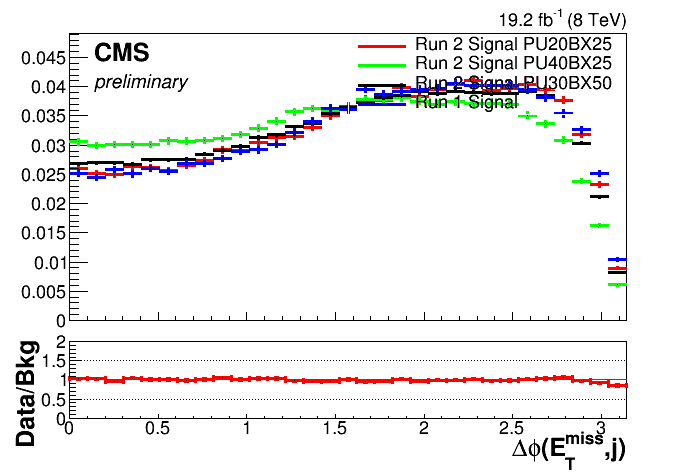 19.2 fb⁻¹ (8 TeV)
CMS
preliminary
Run 2 Signal PU20BX25
Run 2 Signal PU40BX25
Run 2 Signal PU30BX50
Run 1 Signal
0.045
0.04
0.035
0.03
0.025
0.02
0.015
0.01
0.005
0
Data/Bkg
2
1.5
1
0.5
0
0 0.5 1 1.5 2 2.5 3
Δϕ(E_T^miss,j)